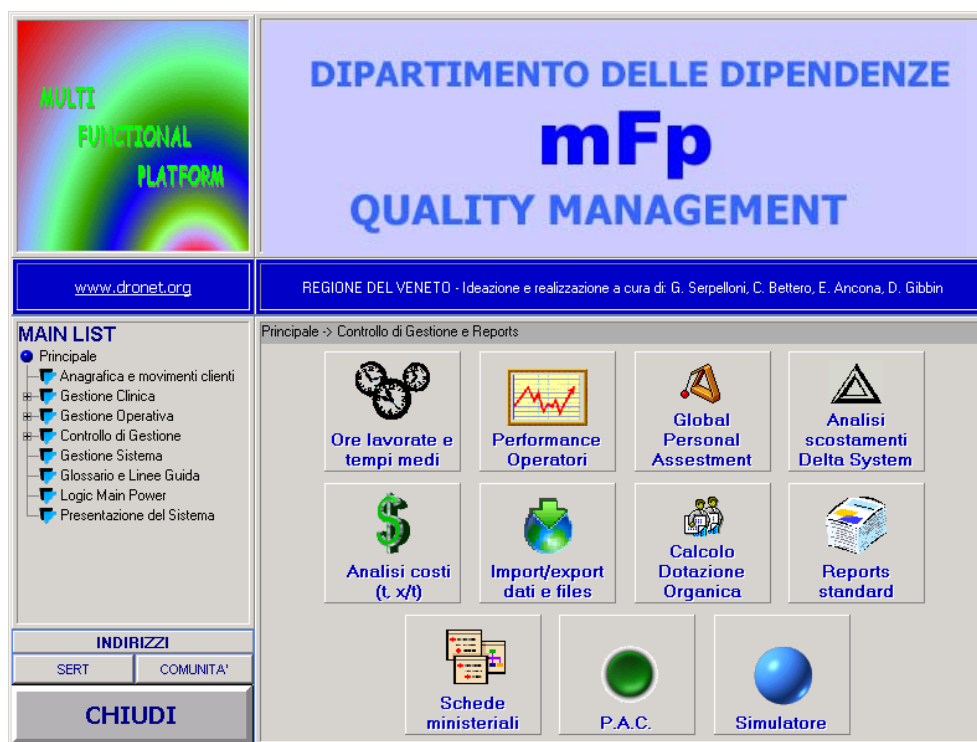 MULTI
FUNCTIONAL
PLATFORM
DIPARTIMENTO DELLE DIPENDENZE
mFp
QUALITY MANAGEMENT
www.dronet.org
REGIONE DEL VENETO - Ideazione e realizzazione a cura di: G. Serpelloni, C. Bettero, E. Ancona, D. Gibbin
MAIN LIST
Principale
Anagrafica e movimenti clienti
Gestione Clinica
Gestione Operativa
Controllo di Gestione
Gestione Sistema
Glossario e Linee Guida
Logic Main Power
Presentazione del Sistema
INDIRIZZI
SERT
COMUNITA'
CHIUDI
Principale -> Controllo di Gestione e Reports
Ore lavorate e
tempi medi
Performance
Operatori
Global
Personal
Assestment
Analisi
scostamenti
Delta System
Analisi costi
(t, x/t)
Import/export
dati e files
Calcolo
Dotazione
Organica
Reports
standard
Schede
ministeriali
P.A.C.
Simulatore